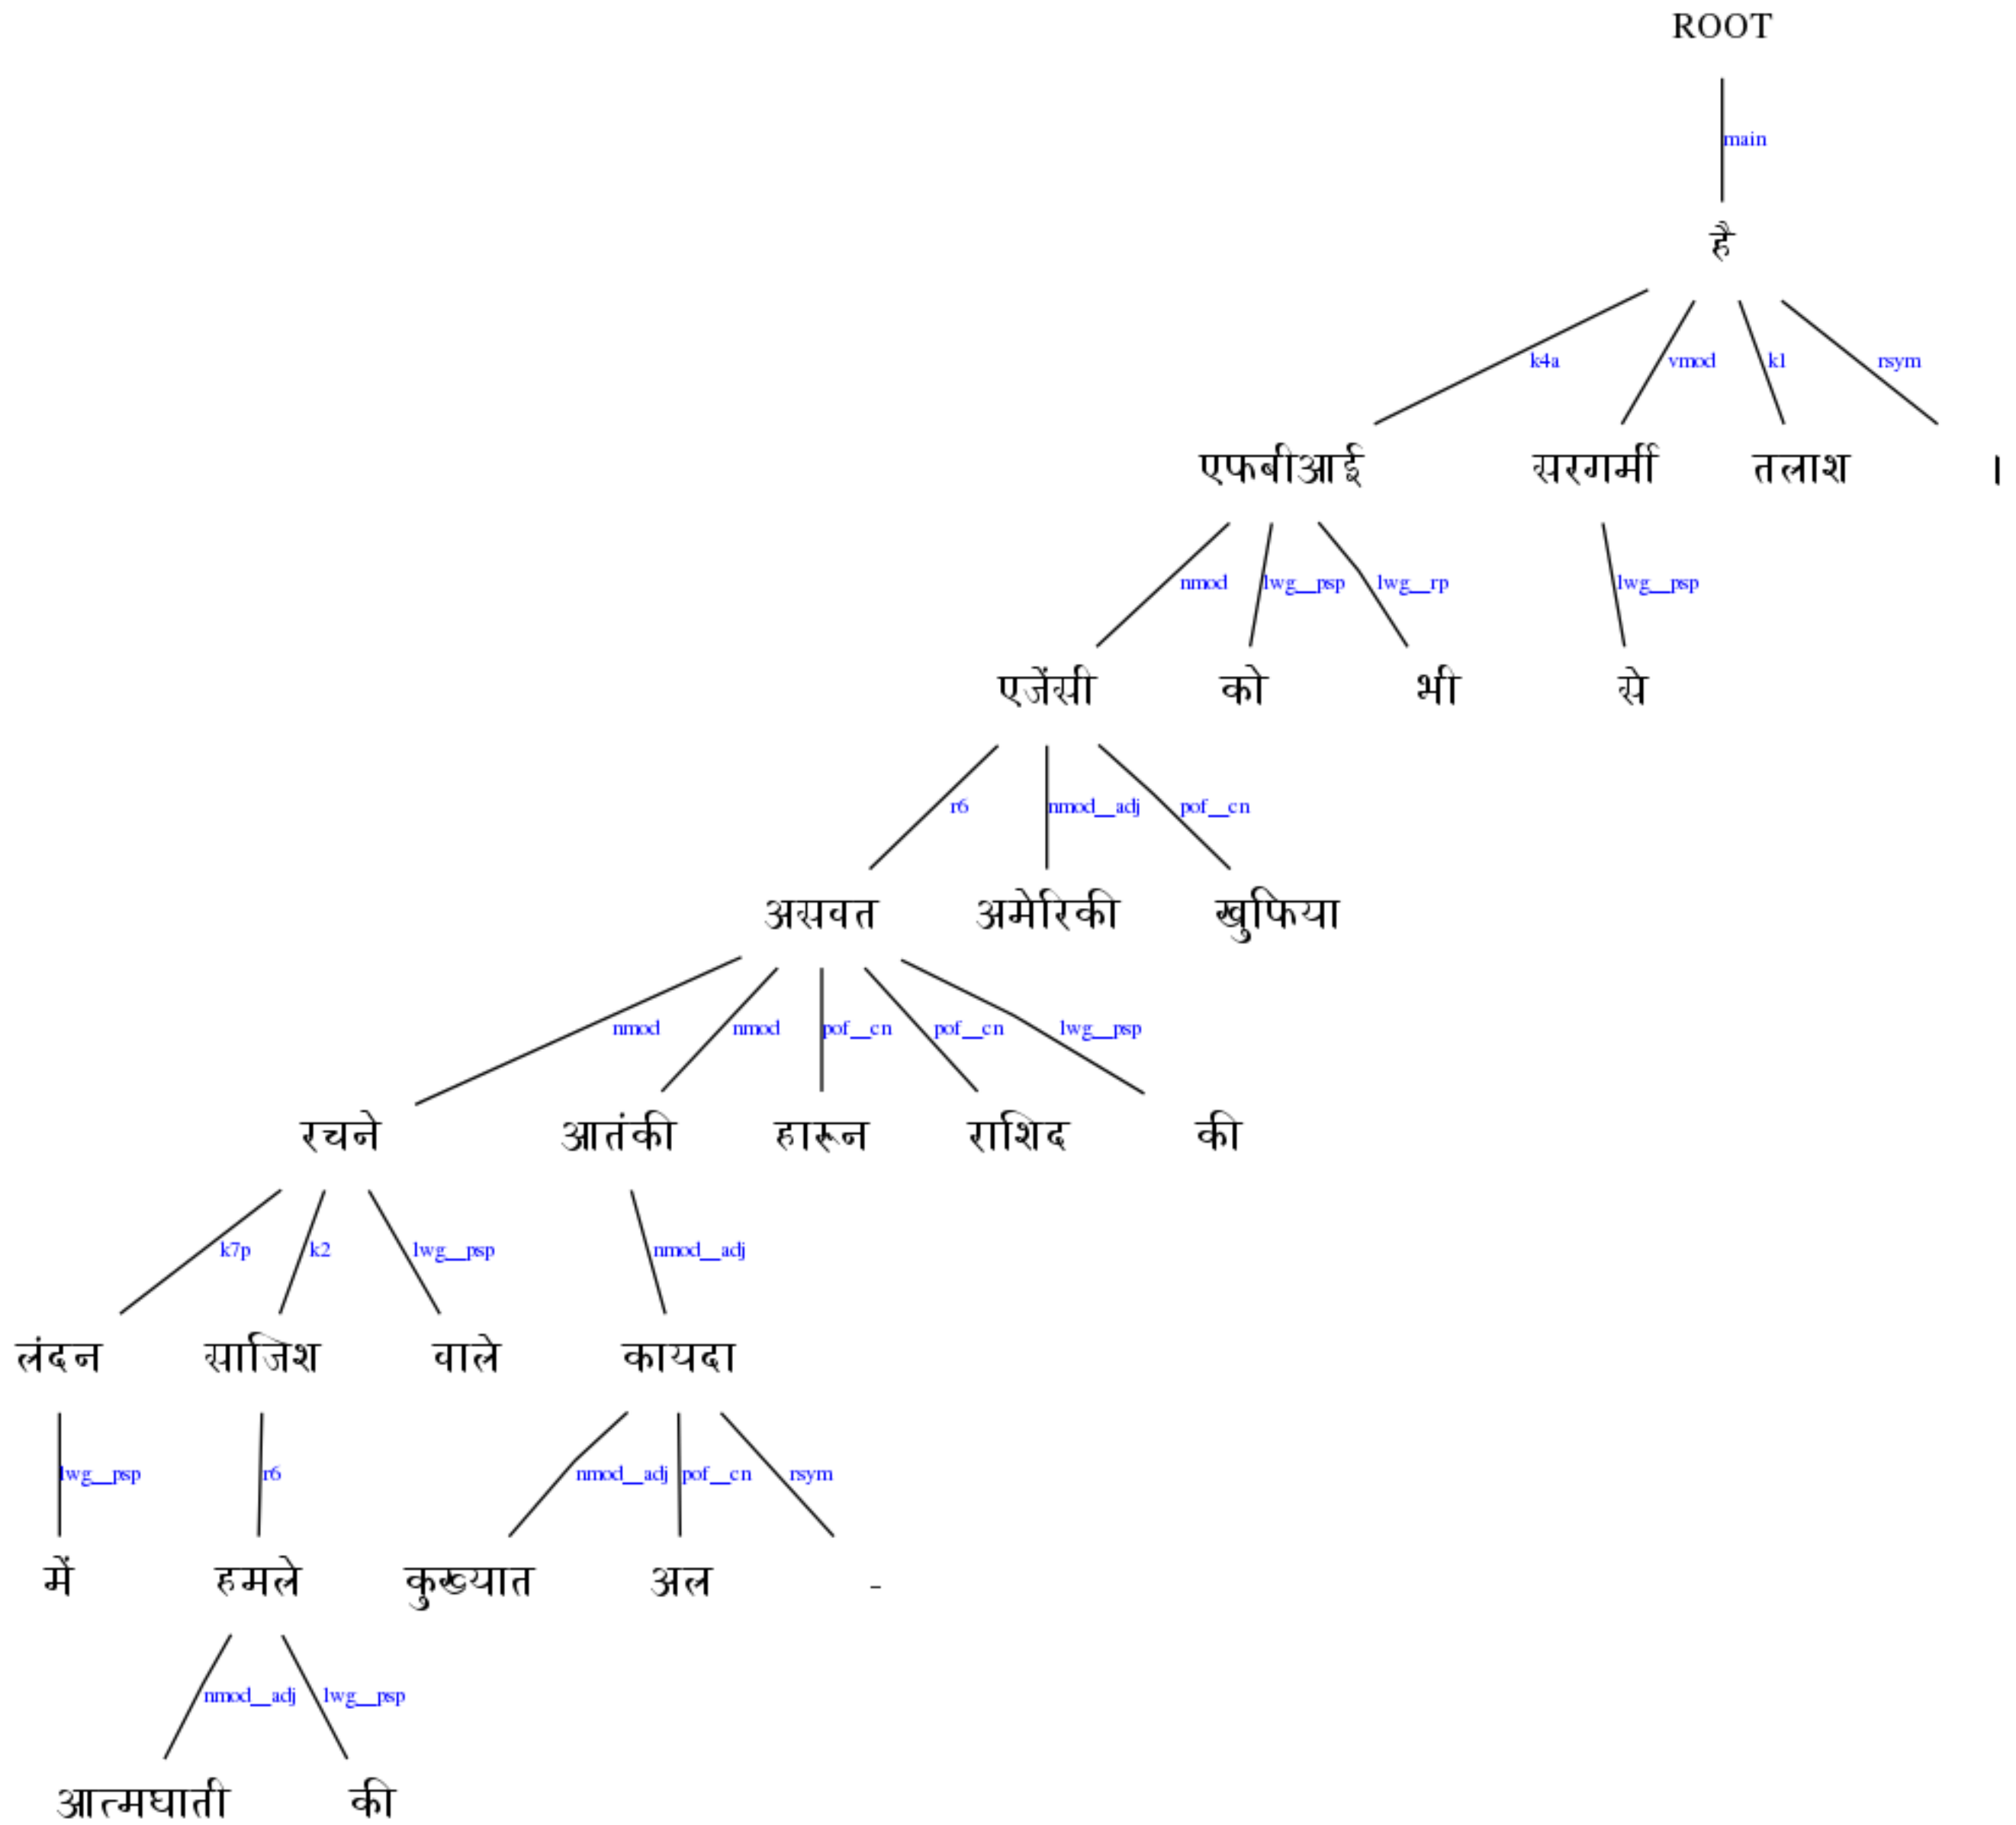 ROOT
main
है
k4a vmod k1 rsym
एफबीआई सरगर्मी तलाश ।
nmod lwg__psp lwg__rp lwg__psp
एजेंसी को भी से
r6 nmod__adj pof__cn
असवत अमेरिकी खुफिया
nmod nmod pof__cn pof__cn lwg__psp
रचने आतंकी हारून राशिद की
k7p k2 lwg__psp nmod__adj
लंदन साजिश वाले कायदा
lwg__psp r6 nmod__adj pof__cn rsym
में हमले कुख्यात अल -
nmod__adj lwg__psp
आत्मघाती की